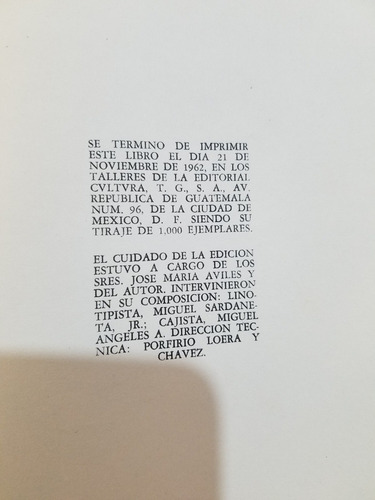 SE TERMINO DE IMPRIMIR
ESTE LIBRO EL DIA 21 DE
NOVIEMBRE DE 1962, EN LOS
TALLERES DE LA EDITORIAL
CVLTVRA, T. G., S. A., AV.
REPUBLICA DE GUATEMALA
NUM. 96, DE LA CIUDAD DE
MEXICO, D. F. SIENDO SU
TIRAJE DE 1,000 EJEMPLARES.
EL CUIDADO DE LA EDICION
ESTUVO A CARGO DE LOS
SRES. JOSE MARIA AVILES Y
DEL AUTOR. INTERVINIERON
EN SU COMPOSICION: LINO-
TIPISTA, MIGUEL SARDANE-
TA, JR.; CAJISTA, MIGUEL
ANGELES A. DIRECCION TEC-
NICA: PORFIRIO LOERA Y
CHAVEZ.